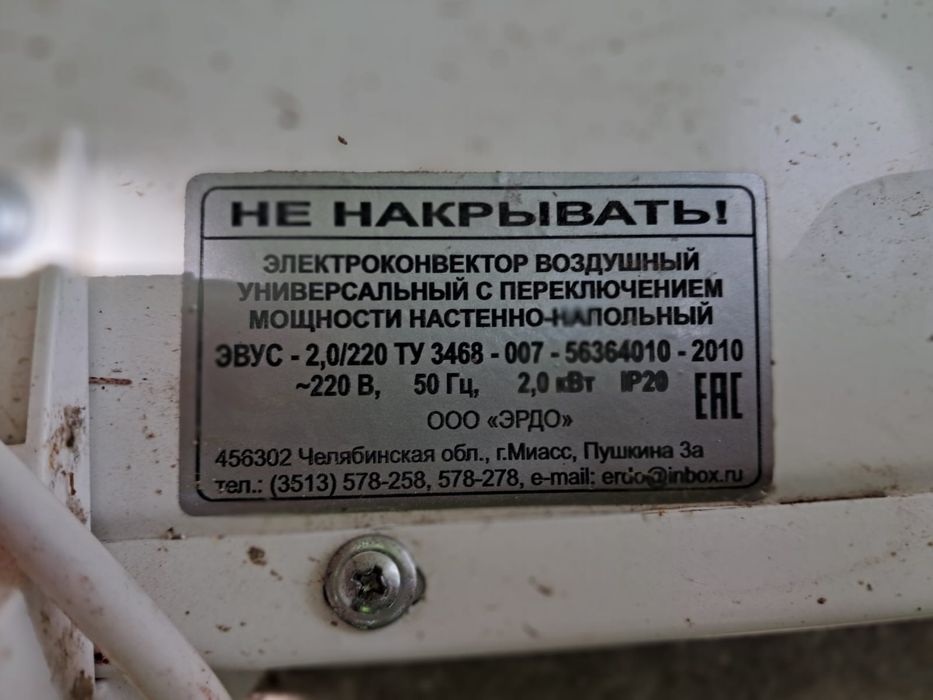 НЕ НАКРЫВАТЬ!
ЭЛЕКТРОКОНВЕКТОР ВОЗДУШНЫЙ
УНИВЕРСАЛЬНЫЙ С ПЕРЕКЛЮЧЕНИЕМ
МОЩНОСТИ НАСТЕННО-НАПОЛЬНЫЙ
ЭВУС - 2,0/220 ТУ 3468 - 007 - 56364010 - 2010
~220 В, 50 Гц, 2,0 кВт IP20 ЕАС
ООО «ЭРДО»
456302 Челябинская обл., г.Миасс, Пушкина 3а
тел.: (3513) 578-258, 578-278, e-mail: erdo@inbox.ru